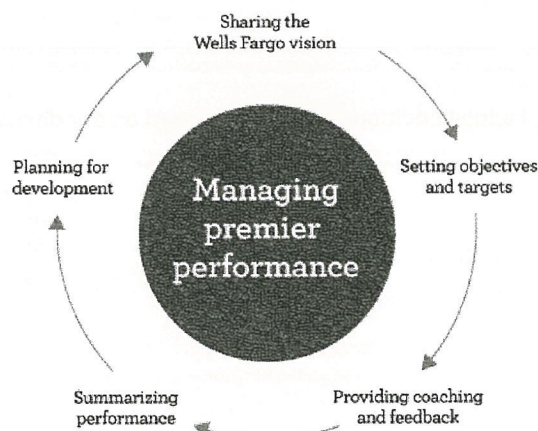 Sharing the
Wells Fargo vision
Setting objectives
and targets
Providing coaching
and feedback
Summarizing
performance
Planning for
development
Managing
premier
performance